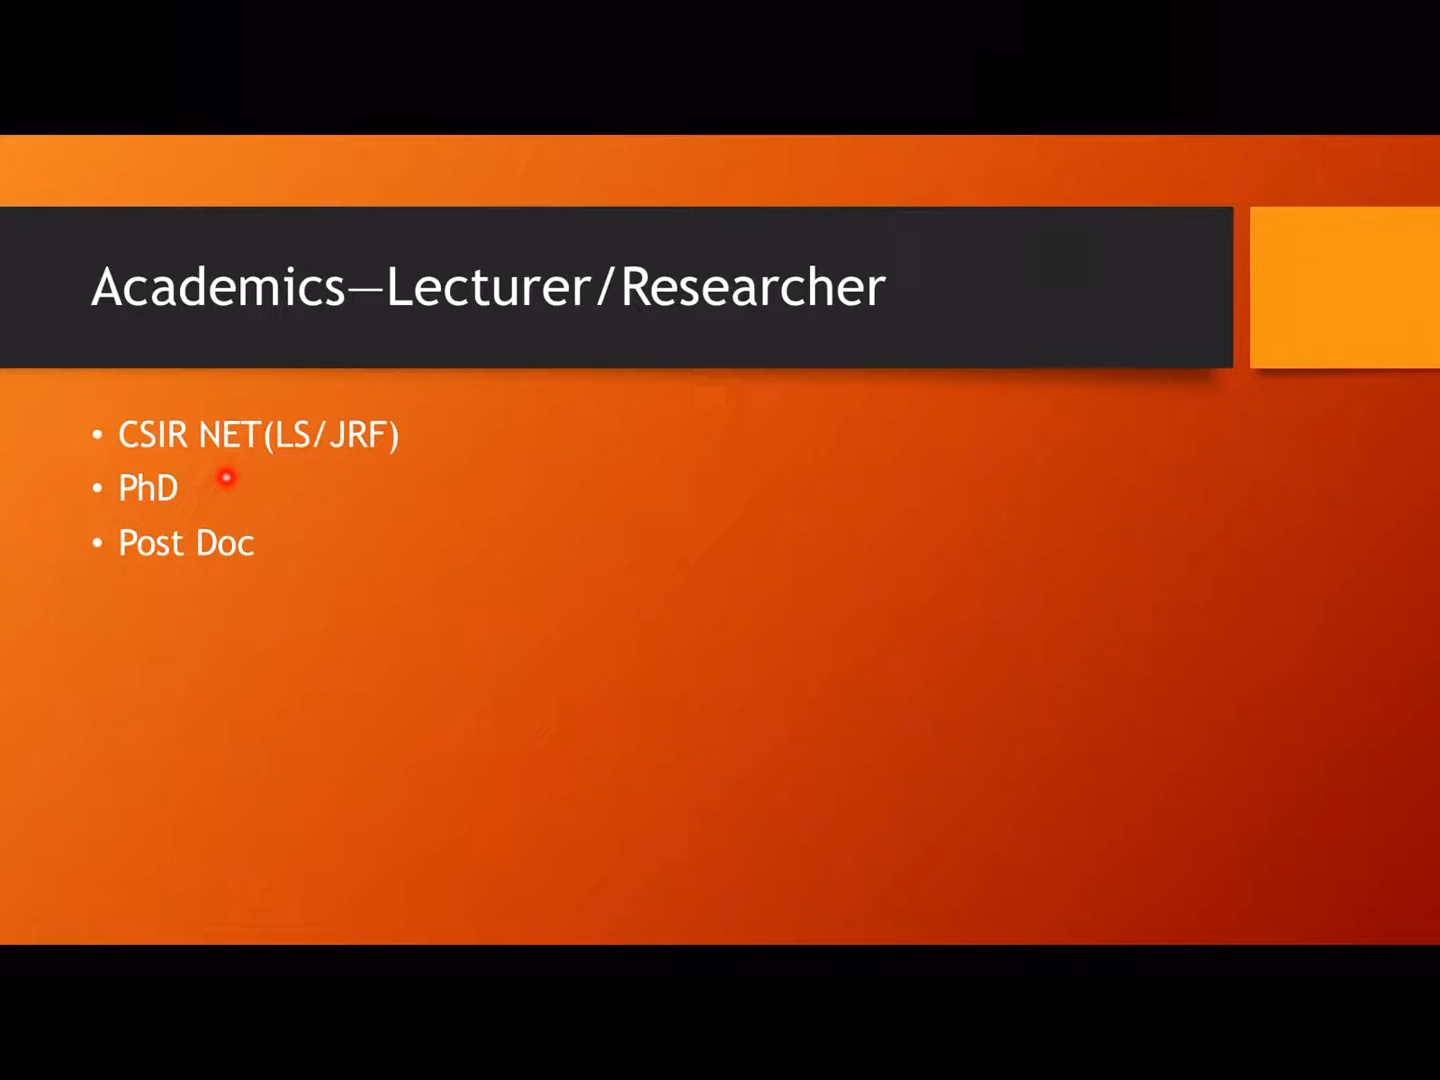 Academics—Lecturer/Researcher
• CSIR NET(LS/JRF)
• PhD
• Post Doc